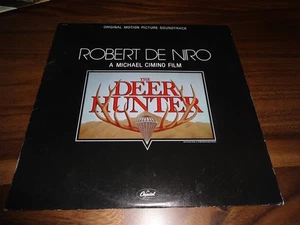 ORIGINAL MOTION PICTURE SOUNDTRACK
ROBERT DE NIRO
A MICHAEL CIMINO FILM
THE
DEER
HUNTER
Capitol